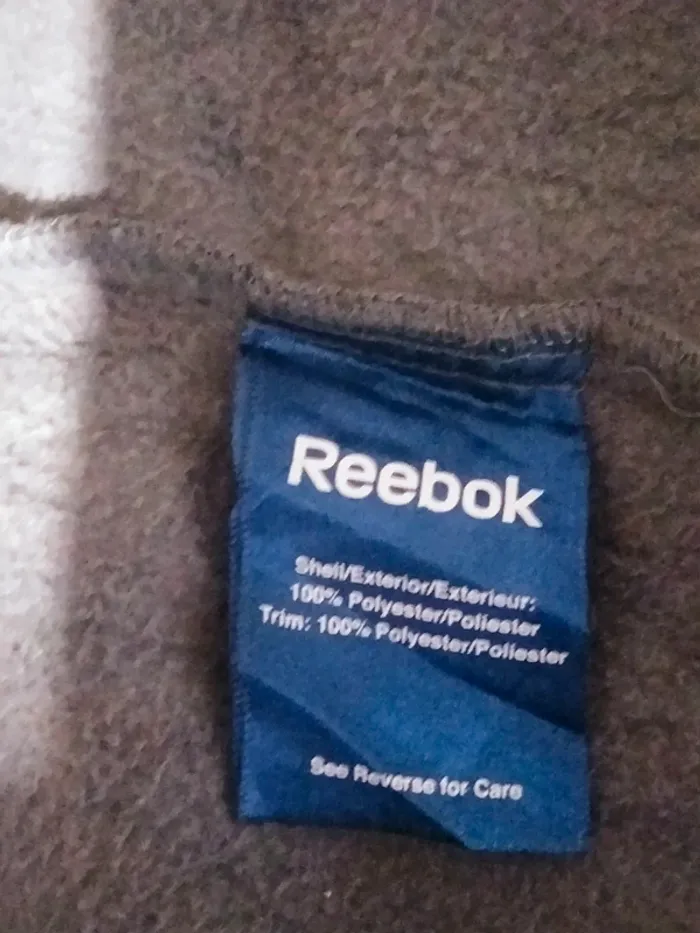 Reebok
Shell/Exterior/Exterieur:
100% Polyester/Poliester
Trim: 100% Polyester/Poliester
See Reverse for Care